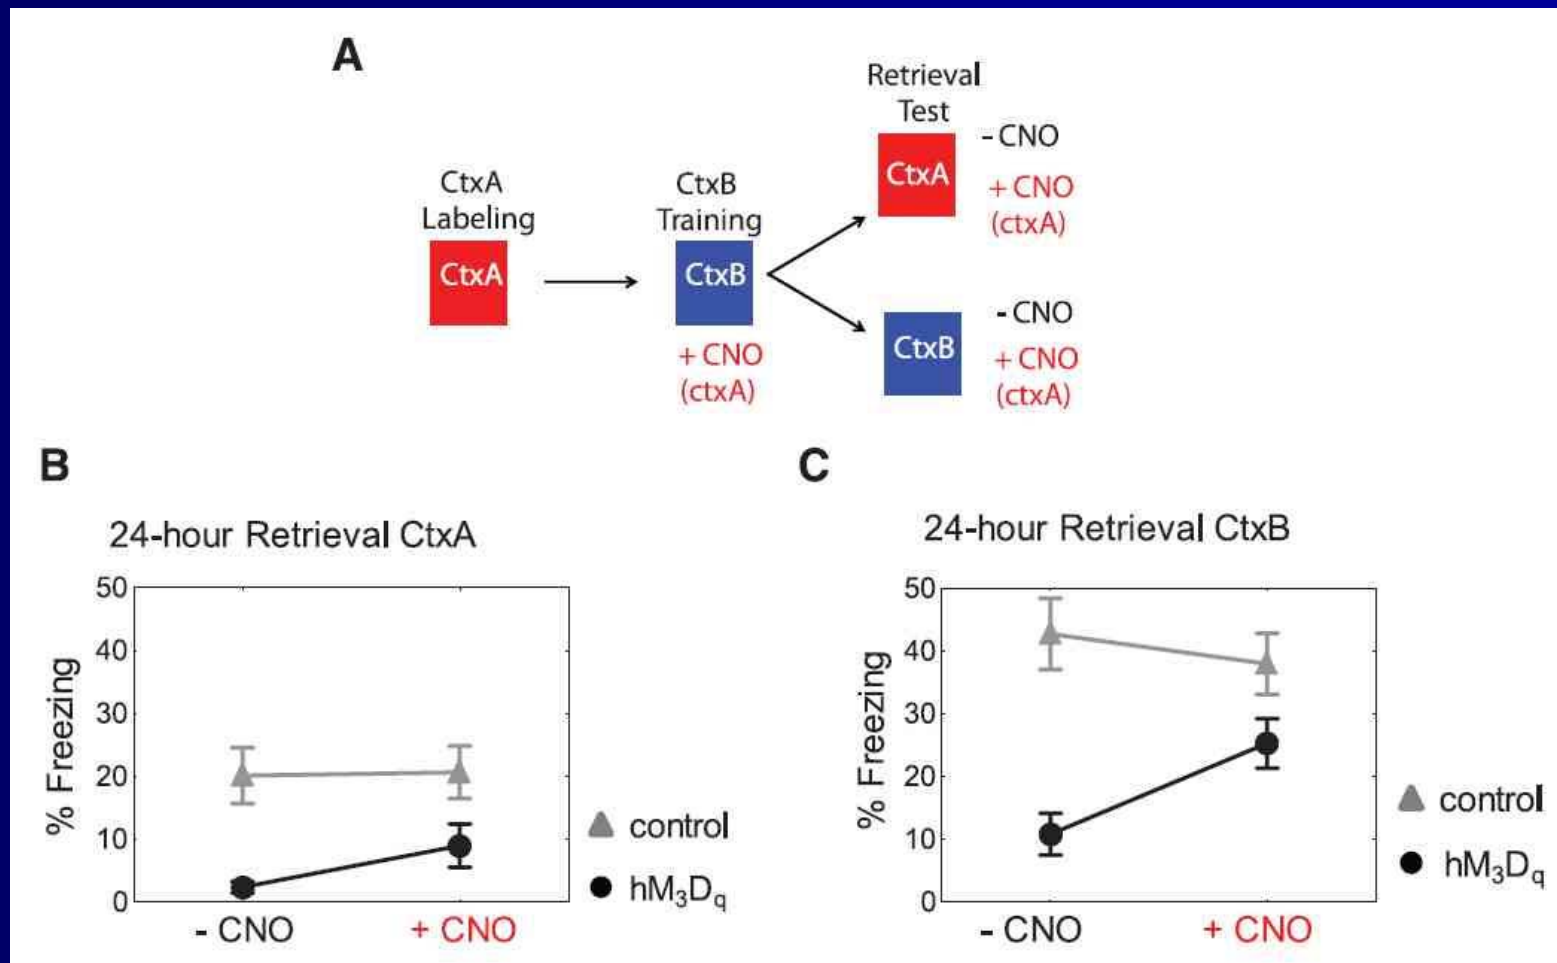 A
CtxA
Labeling
CtxA
CtxB
Training
CtxB
+ CNO
(ctxA)
Retrieval
Test
CtxA
- CNO
+ CNO
(ctxA)
CtxB
- CNO
+ CNO
(ctxA)
B
24-hour Retrieval CtxA
% Freezing
50
40
30
20
10
0
- CNO
+ CNO
control
hM₃Dq
C
24-hour Retrieval CtxB
% Freezing
50
40
30
20
10
0
- CNO
+ CNO
control
hM₃Dq